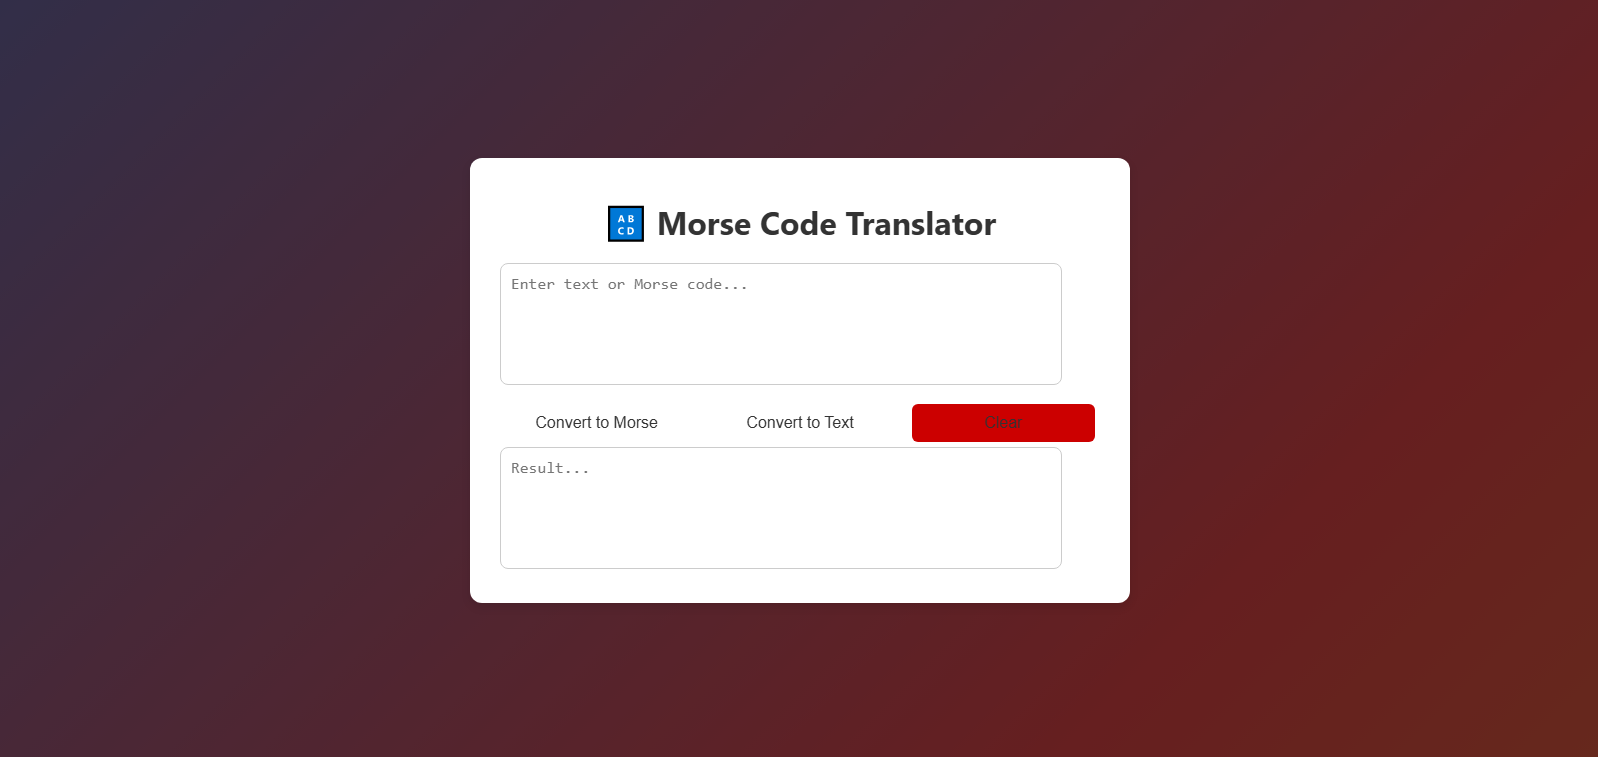 AB
CD
Morse Code Translator
Enter text or Morse code...
Convert to Morse
Convert to Text
Clear
Result...